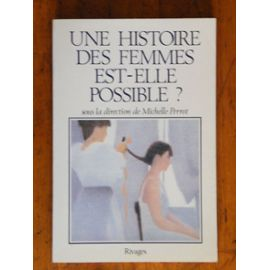 UNE HISTOIRE
DES FEMMES
EST-ELLE
POSSIBLE ?
sous la direction de Michelle Perrot
Rivages